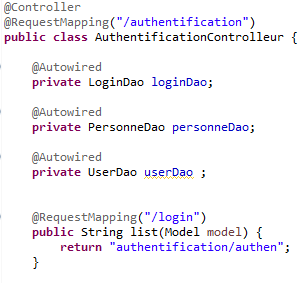 @Controller
@RequestMapping("/authentification")
public class AuthentificationControlleur {
@Autowired
private LoginDao loginDao;
@Autowired
private PersonneDao personneDao;
@Autowired
private UserDao userDao ;
@RequestMapping("/login")
public String list(Model model) {
return "authentification/authen";
}